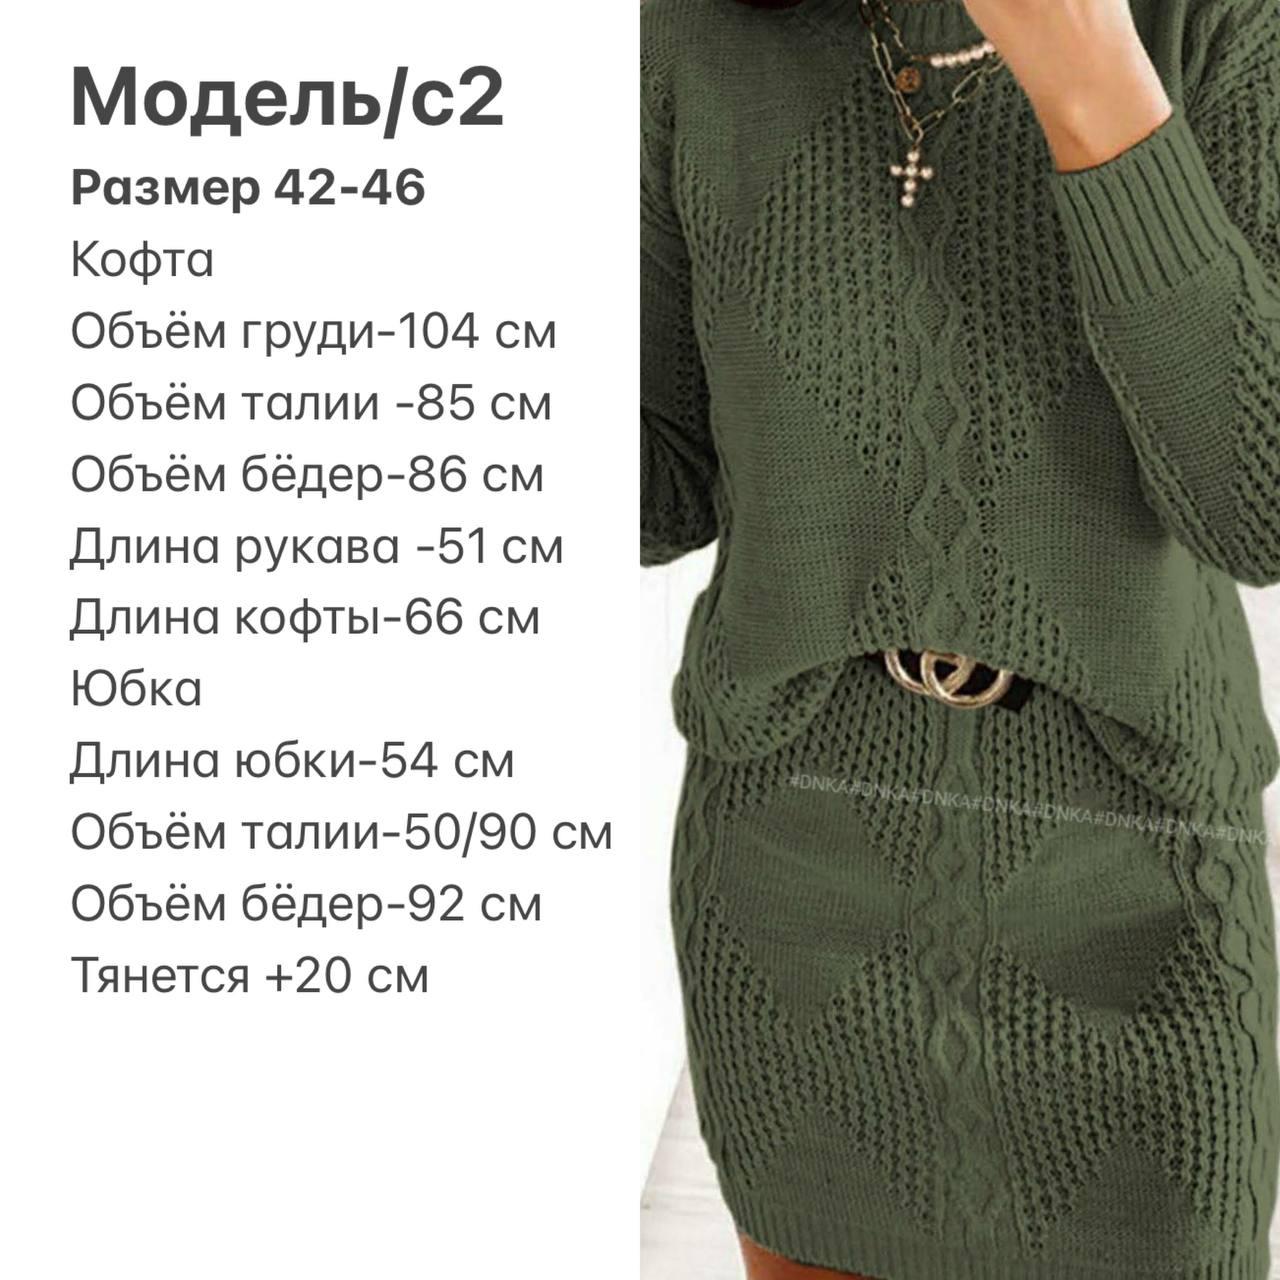 Модель/с2
Размер 42-46
Кофта
Объём груди-104 см
Объём талии -85 см
Объём бёдер-86 см
Длина рукава -51 см
Длина кофты-66 см
Юбка
Длина юбки-54 см
Объём талии-50/90 см
Объём бёдер-92 см
Тянется +20 см
#DNKA#DNKA#DNKA#DNKA#DNKA#DNKA#DNKA#DNK